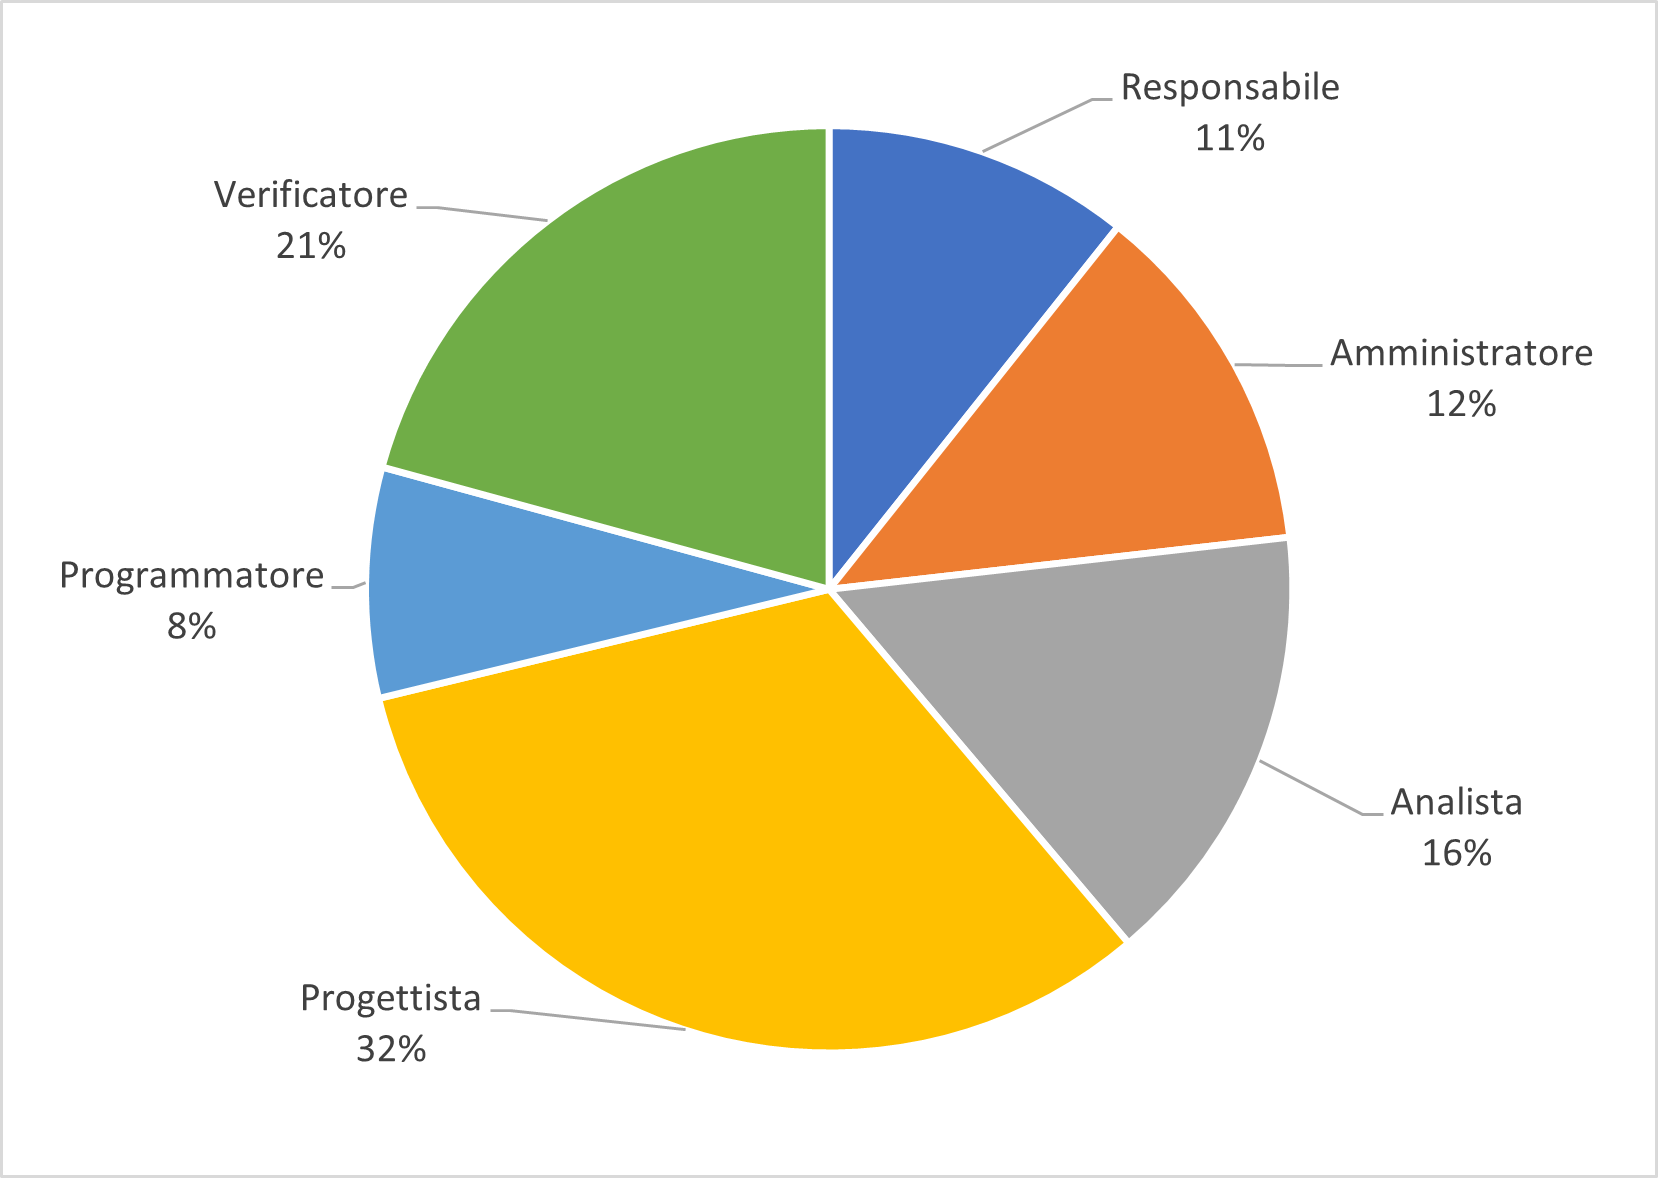 Responsabile
11%
Amministratore
12%
Analista
16%
Progettista
32%
Programmatore
8%
Verificatore
21%